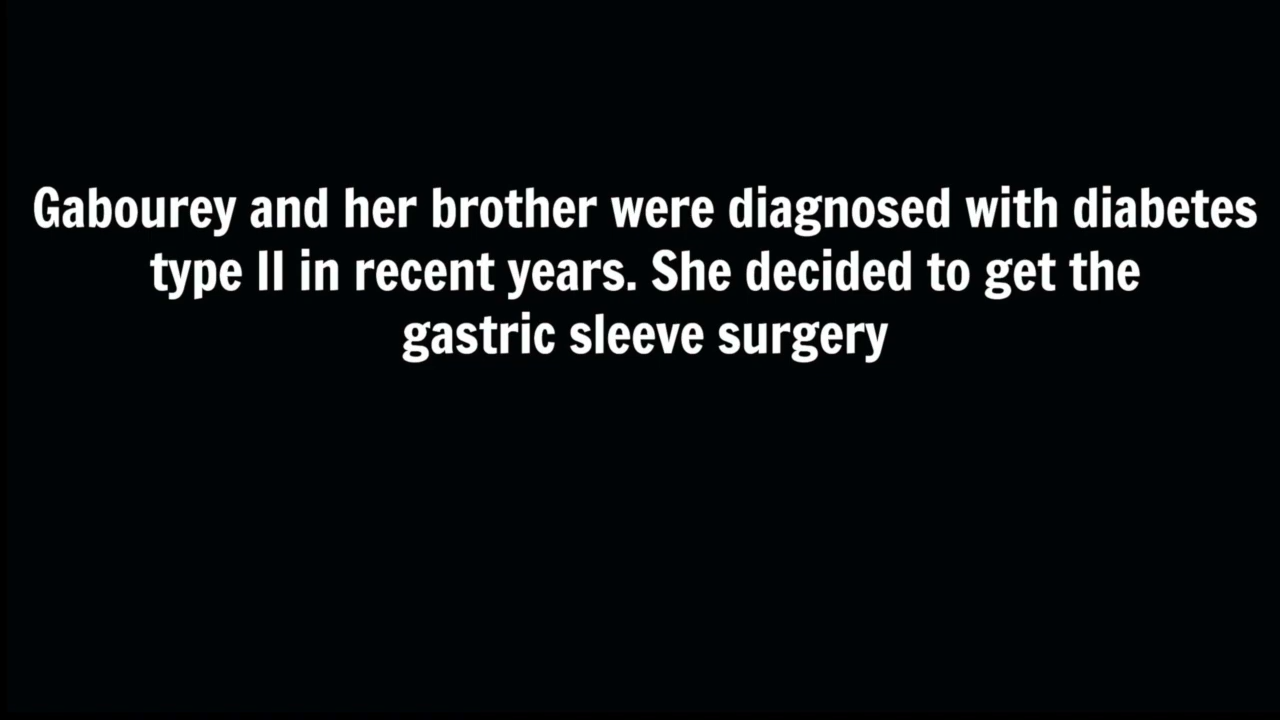 Gabourey and her brother were diagnosed with diabetes
type II in recent years. She decided to get the
gastric sleeve surgery